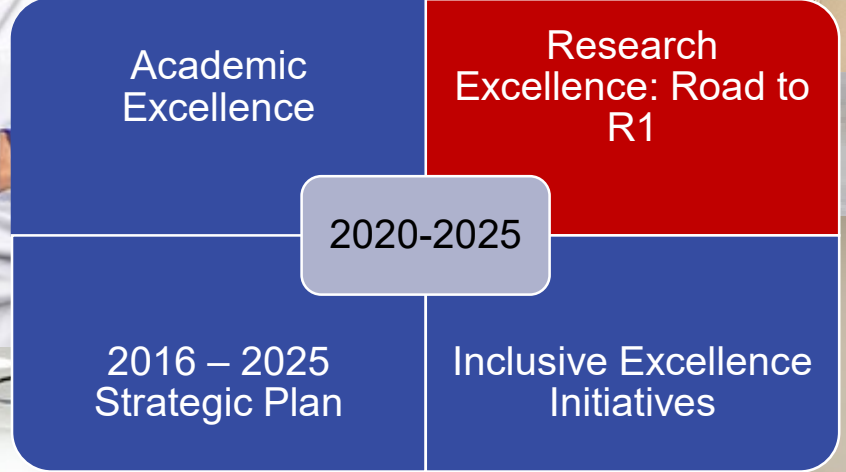 Academic
Excellence
Research
Excellence: Road to
R1
2020-2025
2016 – 2025
Strategic Plan
Inclusive Excellence
Initiatives